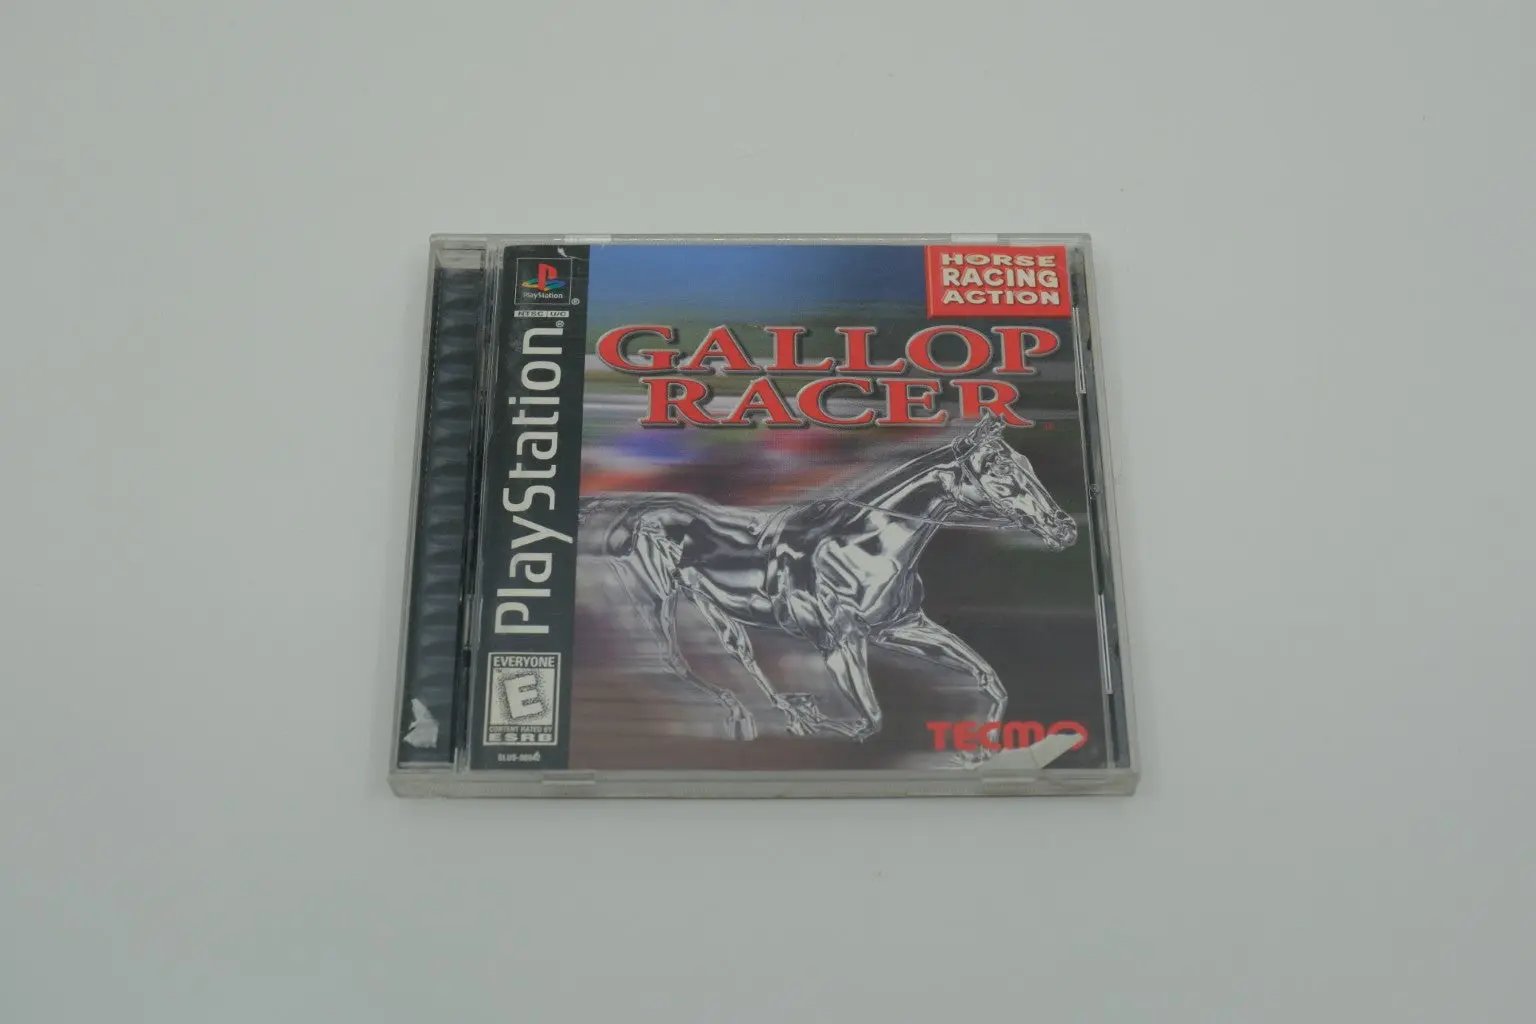 PlayStation
®
NTSC U/C
PlayStation®
EVERYONE
E
CONTENT RATED BY
ESRB
HORSE
RACING
ACTION
GALLOP
RACER
TECMO